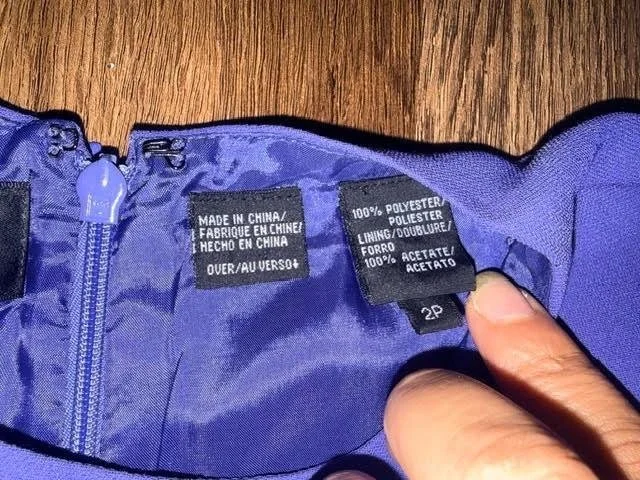 MADE IN CHINA/
FABRIQUE EN CHINE/
HECHO EN CHINA
OVER/AU VERSO
100% POLYESTER/
POLIESTER
LINING/DOUBLURE/
FORRO
100% ACETATE/
ACETATO
2P